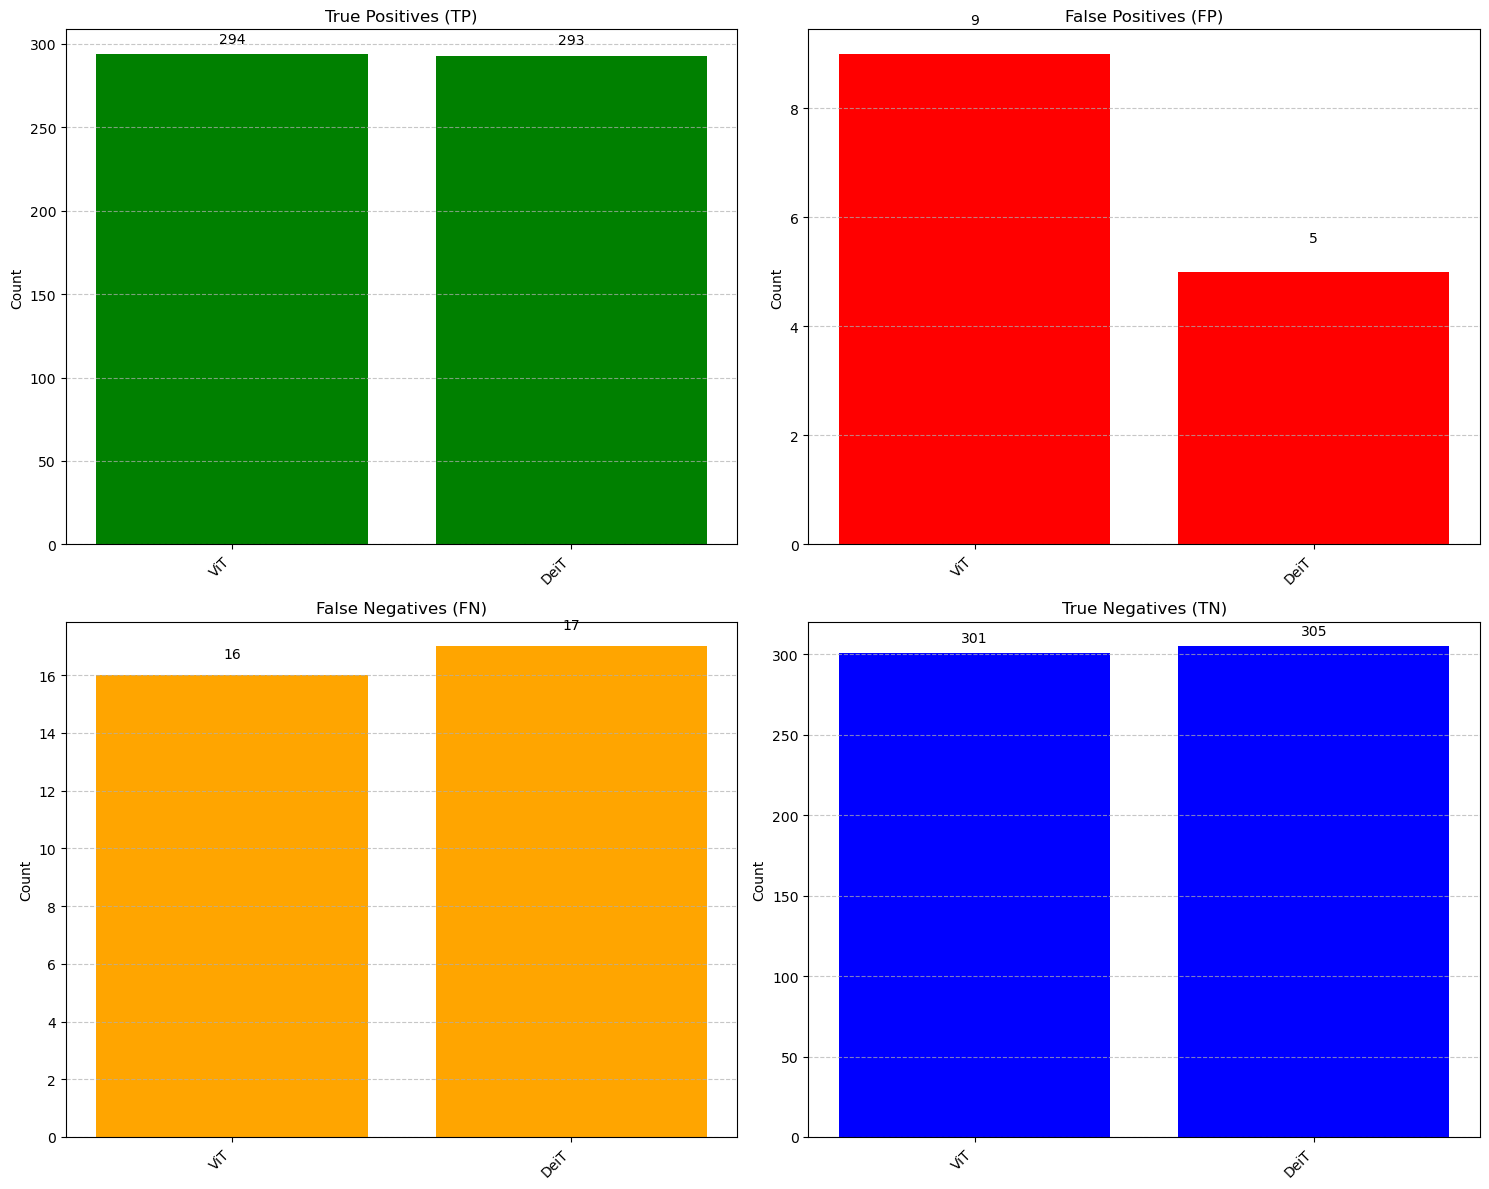 True Positives (TP)
294
293
300
250
200
150
100
50
0
Count
ViT
DeiT
False Positives (FP)
9
5
8
6
4
2
0
Count
ViT
DeiT
False Negatives (FN)
16
17
16
14
12
10
8
6
4
2
0
Count
ViT
DeiT
True Negatives (TN)
301
305
300
250
200
150
100
50
0
Count
ViT
DeiT